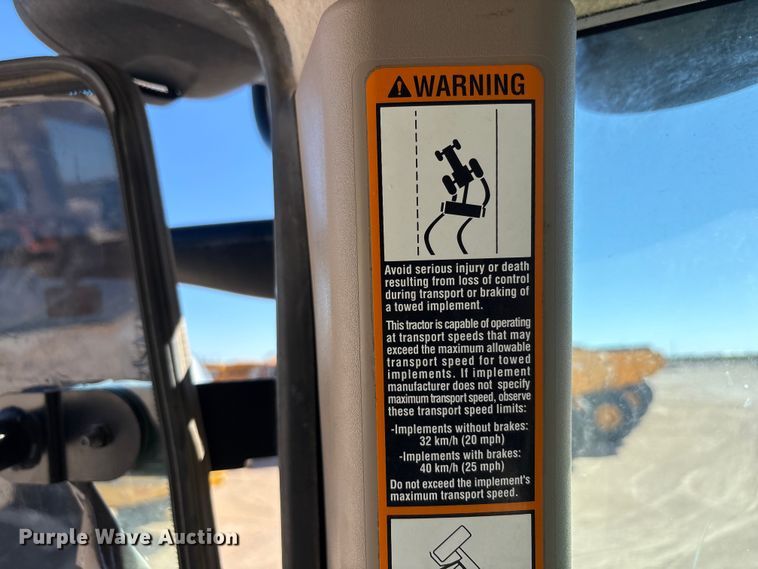 WARNING
Avoid serious injury or death
resulting from loss of control
during transport or braking of
a towed implement.
This tractor is capable of operating
at transport speeds that may
exceed the maximum allowable
transport speed for towed
implements. If implement
manufacturer does not specify
maximum transport speed, observe
these transport speed limits:
-Implements without brakes:
32 km/h (20 mph)
-Implements with brakes:
40 km/h (25 mph)
Do not exceed the implement's
maximum transport speed.
Purple Wave Auction